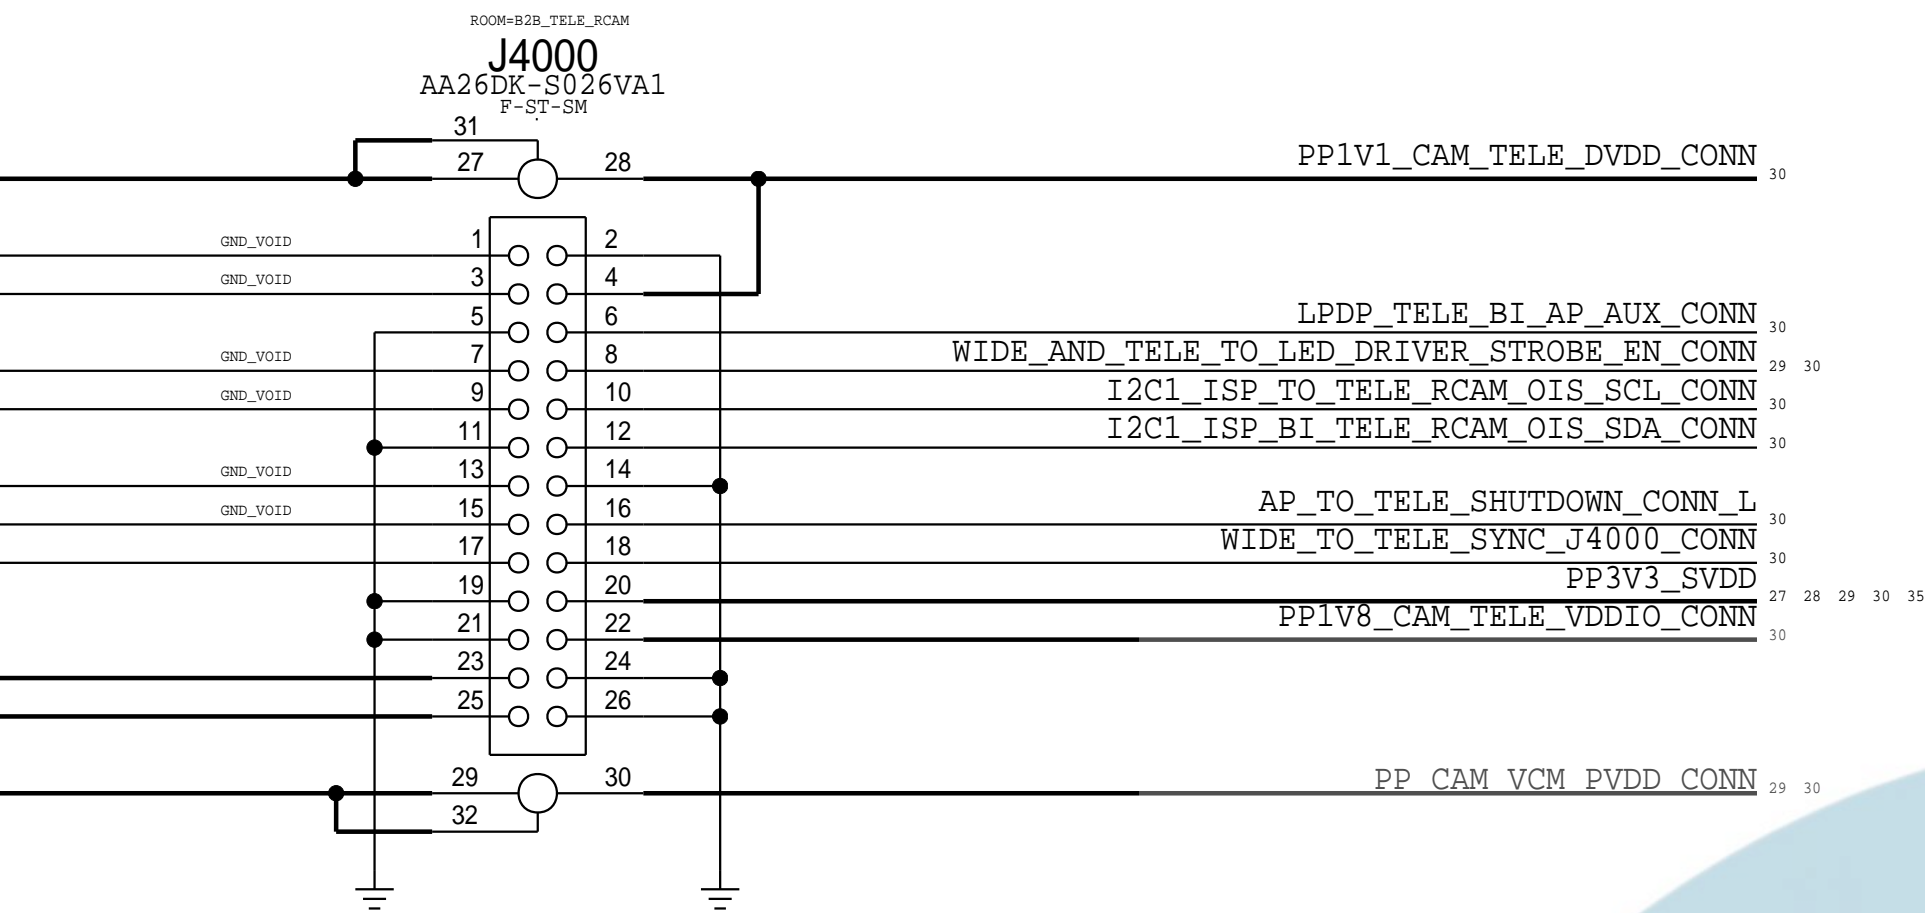 ROOM=B2B_TELE_RCAM
J4000
AA26DK-S026VA1
F-ST-SM
31
27 28 PP1V1_CAM_TELE_DVDD_CONN 30
GND_VOID 1 2
GND_VOID 3 4
5 6 LPDP_TELE_BI_AP_AUX_CONN 30
GND_VOID 7 8 WIDE_AND_TELE_TO_LED_DRIVER_STROBE_EN_CONN 29 30
GND_VOID 9 10 I2C1_ISP_TO_TELE_RCAM_OIS_SCL_CONN 30
11 12 I2C1_ISP_BI_TELE_RCAM_OIS_SDA_CONN 30
GND_VOID 13 14
GND_VOID 15 16 AP_TO_TELE_SHUTDOWN_CONN_L 30
17 18 WIDE_TO_TELE_SYNC_J4000_CONN 30
19 20 PP3V3_SVDD 27 28 29 30 35
21 22 PP1V8_CAM_TELE_VDDIO_CONN 30
23 24
25 26
29 30 PP_CAM_VCM_PVDD_CONN 29 30
32